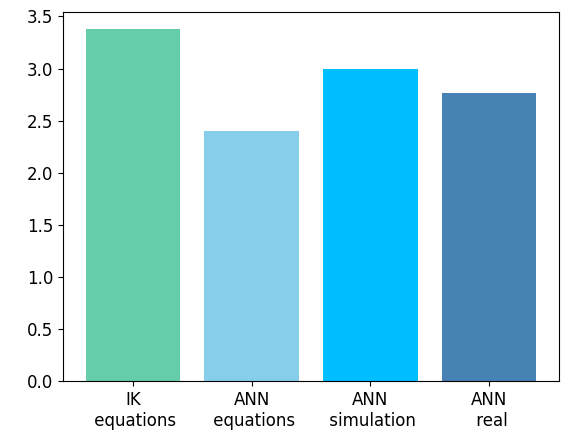 3.5
3.0
2.5
2.0
1.5
1.0
0.5
0.0
IK
equations
ANN
equations
ANN
simulation
ANN
real